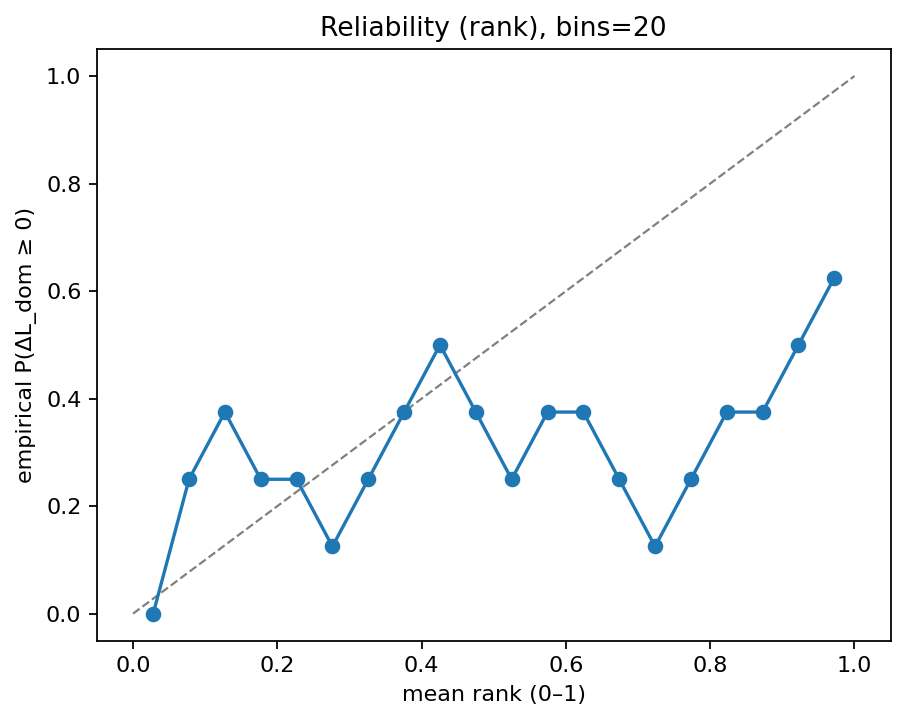 Reliability (rank), bins=20
empirical P(ΔL_dom ≥ 0)
1.0
0.8
0.6
0.4
0.2
0.0
0.0 0.2 0.4 0.6 0.8 1.0
mean rank (0–1)